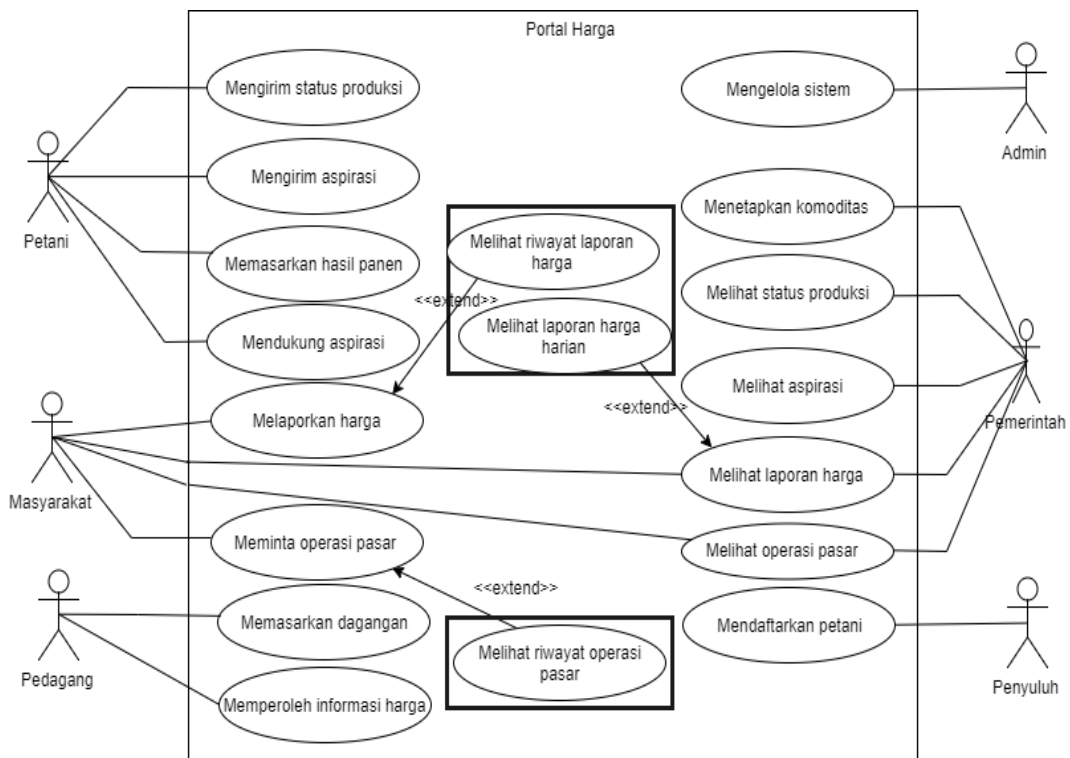 Portal Harga
Mengirim status produksi
Mengelola sistem
Admin
Petani
Mengirim aspirasi
Menetapkan komoditas
Melihat riwayat laporan
harga
Memasarkan hasil panen
<<extend>>
Melihat status produksi
Melihat laporan harga
harian
Mendukung aspirasi
Melihat aspirasi
<<extend>>
Pemerintah
Melaporkan harga
Masyarakat
Melihat laporan harga
Meminta operasi pasar
Melihat operasi pasar
<<extend>>
Pedagang
Memasarkan dagangan
Mendaftarkan petani
Melihat riwayat operasi
pasar
Penyuluh
Memperoleh informasi harga